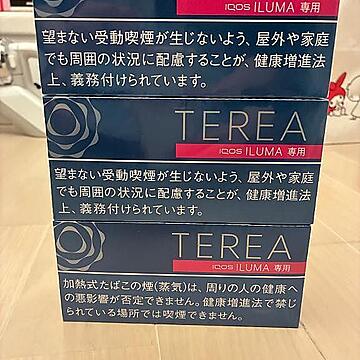 IQOS ILUMA 専用
望まない受動喫煙が生じないよう、屋外や家庭
でも周囲の状況に配慮することが、健康増進法
上、義務付けられています。
TEREA
IQOS ILUMA 専用
望まない受動喫煙が生じないよう、屋外や家庭
でも周囲の状況に配慮することが、健康増進法
上、義務付けられています。
TEREA
IQOS ILUMA 専用
加熱式たばこの煙(蒸気)は、周りの人の健康へ
の悪影響が否定できません。健康増進法で禁じ
られている場所では喫煙できません。